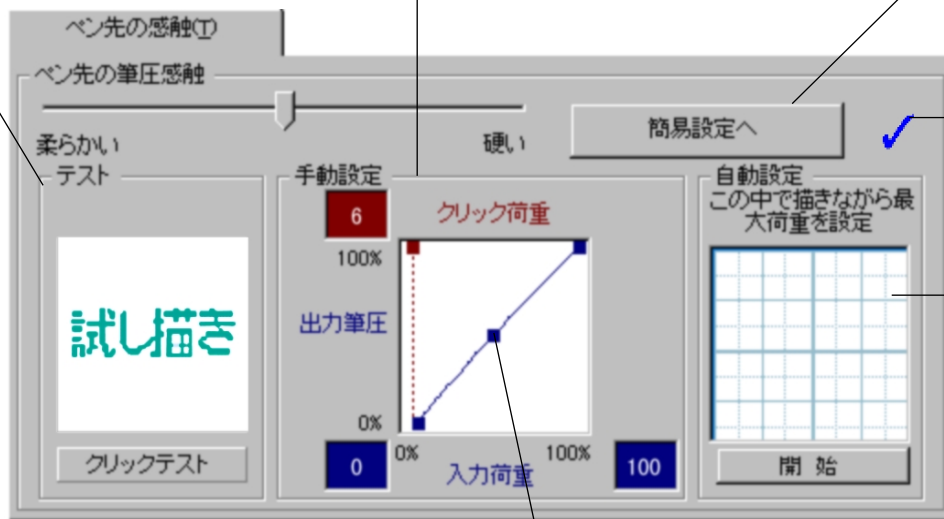 ペン先の感触(T)
ペン先の筆圧感触
柔らかい
硬い
簡易設定へ
テスト
試し描き
クリックテスト
手動設定
6
クリック荷重
100%
出力筆圧
0%
0%
100%
0
入力荷重
100
自動設定
この中で描きながら最
大荷重を設定
開 始